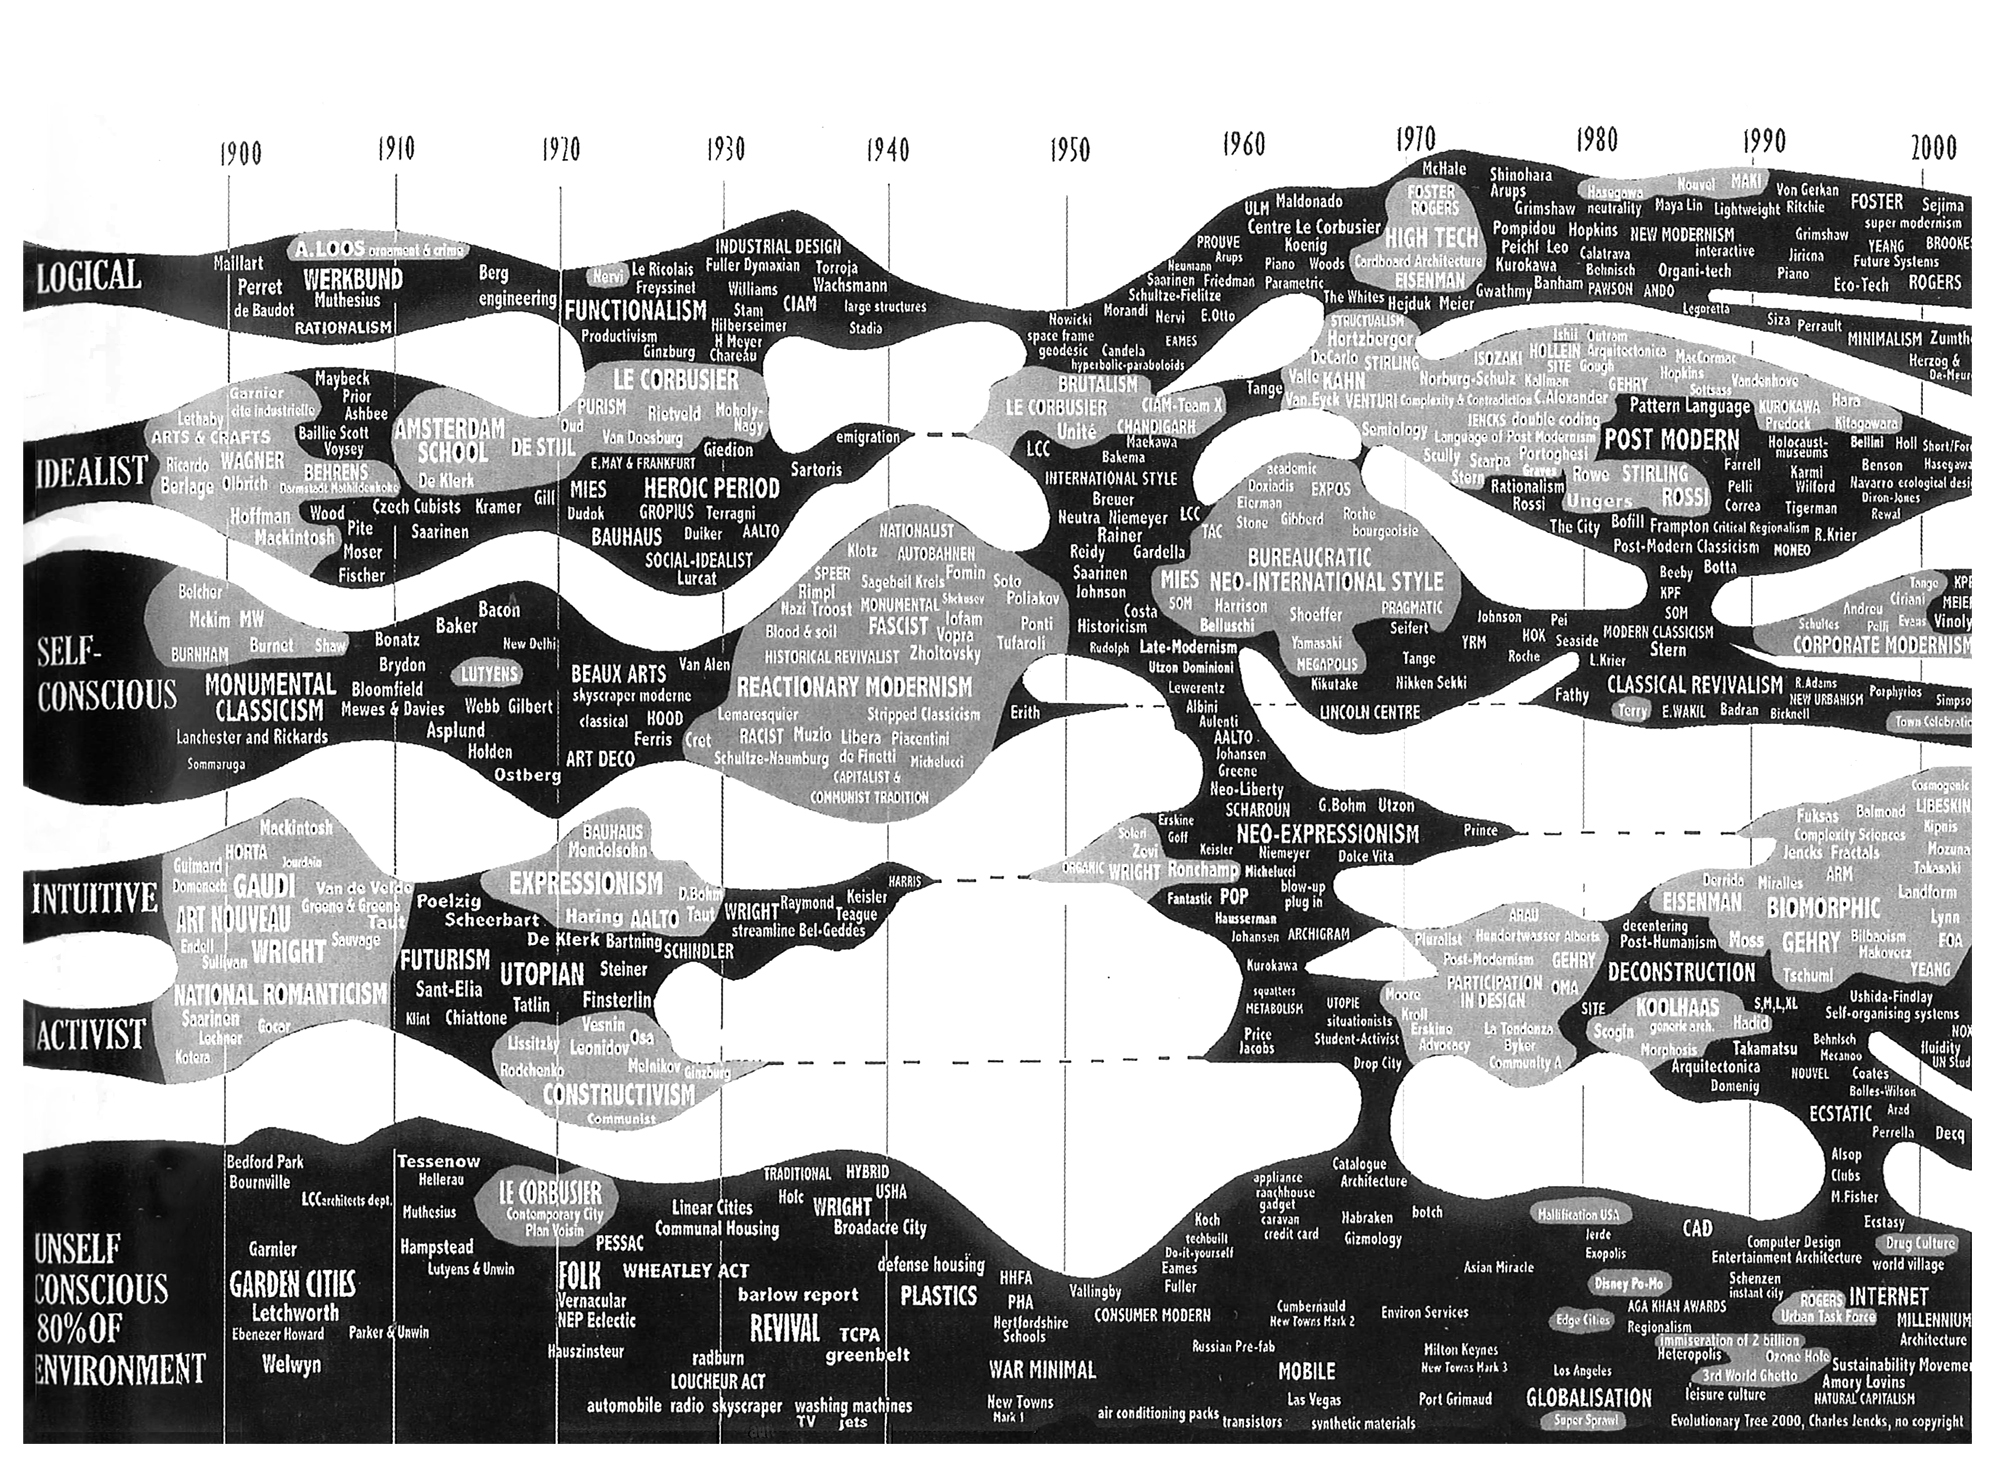 1900 1910 1920 1930 1940 1950 1960 1970 1980 1990 2000
LOGICAL
Maillart
A.LOOS ornament & crime
Perret
WERKBUND
Muthesius
de Baudot
RATIONALISM
Berg
engineering
Nervi
Le Ricolais
Freyssinet
FUNCTIONALISM
Productivism
Ginzburg
INDUSTRIAL DESIGN
Fuller Dymaxian
Torroja
Williams
Wachsmann
Stam
CIAM
large structures
Hilberseimer
Stadia
H Meyer
Chareau
Nowicki
space frame
geodesic
Candela
hyperbolic-paraboloids
Morandi
Nervi
E.Otto
EAMES
Schultze-Fielitze
Saarinen
Friedman
Neumann
Arups
PROUVE
ULM
Maldonado
Centre Le Corbusier
Koenig
Piano
Woods
Parametric
The Whites
McHale
FOSTER
ROGERS
HIGH TECH
Cardboard Architecture
EISENMAN
Hejduk
Meier
Shinohara
Arups
Grimshaw
Pompidou
Hopkins
Peichl
Leo
Kurokawa
Gwathmy
Banham
Calatrava
Behnisch
PAWSON
ANDO
Hasegawa
Nouvel
MAKI
neutrality
Maya Lin
Lightweight
Ritchie
NEW MODERNISM
interactive
Organi-tech
Legorreta
Von Gerkan
FOSTER
Sejima
super modernism
Grimshaw
YEANG
BROOKE
Jiricna
Future Systems
Piano
Eco-Tech
ROGERS
Siza
Perrault
MINIMALISM
Zumth
Herzog &
De-Meur
IDEALIST
Garnier
cite industrielle
Lethaby
ARTS & CRAFTS
Ricardo
WAGNER
Berlage
Olbrich
BEHRENS
Darmstadt Mathildenhohe
Hoffman
Mackintosh
Maybeck
Prior
Ashbee
Baillie Scott
Voysey
Wood
Pite
Moser
Fischer
AMSTERDAM
SCHOOL
De Klerk
DE STIJL
Czech Cubists
Kramer
Gill
Saarinen
LE CORBUSIER
PURISM
Rietveld
Moholy-
Nagy
Oud
Van Doesburg
E.MAY & FRANKFURT
Giedion
MIES
HEROIC PERIOD
Dudok
GROPIUS
Terragni
BAUHAUS
Duiker
AALTO
SOCIAL-IDEALIST
Lurcat
Sartoris
emigration
BRUTALISM
LE CORBUSIER
CIAM-Team X
Unité
CHANDIGARH
LCC
Maekawa
Bakema
INTERNATIONAL STYLE
Breuer
Neutra
Niemeyer
LCC
Rainer
Reidy
Gardella
Saarinen
Johnson
Costa
Historicism
Rudolph
Late-Modernism
Utzon
Dominioni
Tange
STRUCTUALISM
Hertzberger
DeCarlo
STIRLING
Valle
KAHN
Van.Eyck
VENTURI
Complexity & Contradiction
C.Alexander
Semiology
ISOZAKI
HOLLEIN
Ishii
Outram
Arquitectonica
SITE
Gough
MacCormac
Norburg-Schulz
Kallman
GEHRY
Hopkins
Sottsass
Vandenhove
JENCKS
double coding
Language of Post Modernism
Scully
Scarpa
Portoghesi
Stern
Graves
Rationalism
Rossi
Rowe
STIRLING
Ungers
ROSSI
Pattern Language
POST MODERN
KUROKAWA
Predock
Hara
Kitagawara
Holocaust-
museums
Bellini
Holl
Short/For
Farrell
Karmi
Benson
Hasegawa
Pelli
Wilford
Navarro
ecological desi
Diron-Jones
Correa
Tigerman
Rewal
The City
Bofill
Frampton
Critical Regionalism
R.Krier
Post-Modern Classicism
MONEO
SELF-
CONSCIOUS
Belcher
Mckim
MW
Burnet
Shaw
BURNHAM
MONUMENTAL
CLASSICISM
Lanchester and Rickards
Sommaruga
Bonatz
Brydon
Bloomfield
Mewes & Davies
Baker
Bacon
New Delhi
LUTYENS
Webb
Gilbert
Asplund
Holden
Ostberg
BEAUX ARTS
skyscraper moderne
classical
HOOD
Ferris
ART DECO
Van Alen
Cret
NATIONALIST
Klotz
AUTOBAHNEN
SPEER
Sagebeil
Kreis
Fomin
Soto
Rimpl
Poliakov
Nazi
Troost
MONUMENTAL
Shchusev
FASCIST
Iofam
Ponti
Blood & soil
Vopra
Tufaroli
HISTORICAL REVIVALIST
Zholtovsky
REACTIONARY MODERNISM
Lemaresquier
Stripped Classicism
RACIST
Muzio
Libera
Piacentini
Schultze-Naumburg
de Finetti
Michelucci
CAPITALIST &
COMMUNIST TRADITION
Erith
academic
Doxiadis
EXPOS
Eierman
Roche
Stone
Gibberd
bourgeoisie
TAC
BUREAUCRATIC
MIES
NEO-INTERNATIONAL STYLE
SOM
Harrison
Shoeffer
PRAGMATIC
Belluschi
Seifert
Yamasaki
MEGAPOLIS
Kikutake
Tange
Nikken Sekki
LINCOLN CENTRE
Johnson
Pei
YRM
HOK
Seaside
Roche
L.Krier
Fathy
Beeby
Botta
KPF
SOM
MODERN CLASSICISM
Stern
CLASSICAL REVIVALISM
R.Adams
NEW URBANISM
Porphyrios
Simpso
Terry
E.WAKIL
Badran
Bicknell
Town Celebratio
Tange
KPF
Andreu
Ciriani
MEIER
Schultes
Pelli
Evans
Vinoly
CORPORATE MODERNISM
INTUITIVE
Mackintosh
Guimard
HORTA
Jourdain
Domenech
GAUDI
Van de Velde
Greene & Greene
ART NOUVEAU
Taut
Endell
WRIGHT
Sauvage
Sullivan
NATIONAL ROMANTICISM
Saarinen
Gocar
Lechner
Kotera
Poelzig
Scheerbart
BAUHAUS
Mendelsohn
EXPRESSIONISM
D.Bohm
Haring
AALTO
Taut
De Klerk
Bartning
SCHINDLER
WRIGHT
Raymond
Keisler
HARRIS
Teague
streamline
Bel-Geddes
Lewerentz
Albini
Aulenti
AALTO
Johansen
Greene
Neo-Liberty
SCHAROUN
G.Bohm
Utzon
Erskine
Goff
NEO-EXPRESSIONISM
Prince
Soleri
Zevi
Keisler
Niemeyer
Dolce Vita
ORGANIC
WRIGHT
Ronchamp
Michelucci
Fantastic
POP
blow-up
plug in
Hausserman
Johansen
ARCHIGRAM
Cosmogenic
Fuksas
Balmond
LIBESKIN
Complexity Sciences
Kipnis
Jencks
Fractals
Mozuna
ARM
Takasaki
Derrida
Miralles
Landform
EISENMAN
BIOMORPHIC
Lynn
decentering
Post-Humanism
Moss
GEHRY
Bilbaoism
FOA
Makovecz
Tschumi
YEANG
ACTIVIST
FUTURISM
UTOPIAN
Steiner
Sant-Elia
Tatlin
Finsterlin
Klint
Chiattone
Vesnin
Lissitzky
Leonidov
Osa
Rodchenko
Melnikov
Ginzburg
CONSTRUCTIVISM
Communist
Kurokawa
squatters
METABOLISM
UTOPIE
situationists
Price
Jacobs
Student-Activist
Drop City
ARAU
Pluralist
Hundertwasser
Alberts
Post-Modernism
GEHRY
PARTICIPATION
IN DESIGN
OMA
Moore
Kroll
Erskine
La Tendenza
Advocacy
Byker
Community A
DECONSTRUCTION
SITE
KOOLHAAS
S,M,L,XL
Scogin
generic arch.
Hadid
Morphosis
Takamatsu
Arquitectonica
Domenig
Ushida-Findlay
Self-organising systems
Behnisch
NOX
Mecanoo
fluidity
NOUVEL
Coates
UN Stud
Bolles-Wilson
ECSTATIC
Arad
Perrella
Decq
Alsop
Clubs
M.Fisher
UNSELF
CONSCIOUS
80%OF
ENVIRONMENT
Bedford Park
Bournville
LCC architects dept.
Garnier
GARDEN CITIES
Letchworth
Ebenezer Howard
Parker & Unwin
Welwyn
Tessenow
Hellerau
Muthesius
Hampstead
Lutyens & Unwin
LE CORBUSIER
Contemporary City
Plan Voisin
PESSAC
FOLK
WHEATLEY ACT
Vernacular
NEP Eclectic
Hauszinsteur
Linear Cities
Communal Housing
TRADITIONAL
HYBRID
Holc
WRIGHT
USHA
Broadacre City
defense housing
barlow report
PLASTICS
REVIVAL
TCPA
greenbelt
radburn
LOUCHEUR ACT
automobile radio skyscraper washing machines
TV jets
HHFA
PHA
Hertfordshire
Schools
WAR MINIMAL
New Towns
Mark 1
Vallingby
CONSUMER MODERN
Koch
techbuilt
Do-it-yourself
Eames
Fuller
appliance
ranchhouse
gadget
caravan
credit card
Catalogue
Architecture
Habraken
botch
Gizmology
Cumbernauld
New Towns Mark 2
Environ Services
Russian Pre-fab
MOBILE
Milton Keynes
New Towns Mark 3
Las Vegas
Port Grimaud
air conditioning packs
transistors
synthetic materials
Asian Miracle
Mallification USA
Jerde
Exopolis
CAD
Computer Design
Entertainment Architecture
Ecstasy
Drug Culture
world village
Disney Po-Mo
Schenzen
instant city
Edge Cities
AGA KHAN AWARDS
Regionalism
ROGERS
INTERNET
Urban Task Force
MILLENNIUM
Architecture
immiseration of 2 billion
Heteropolis
Ozone Hole
3rd World Ghetto
Sustainability Movemen
Los Angeles
Amory Lovins
GLOBALISATION
leisure culture
NATURAL CAPITALISM
Super Sprawl
Evolutionary Tree 2000, Charles Jencks, no copyright